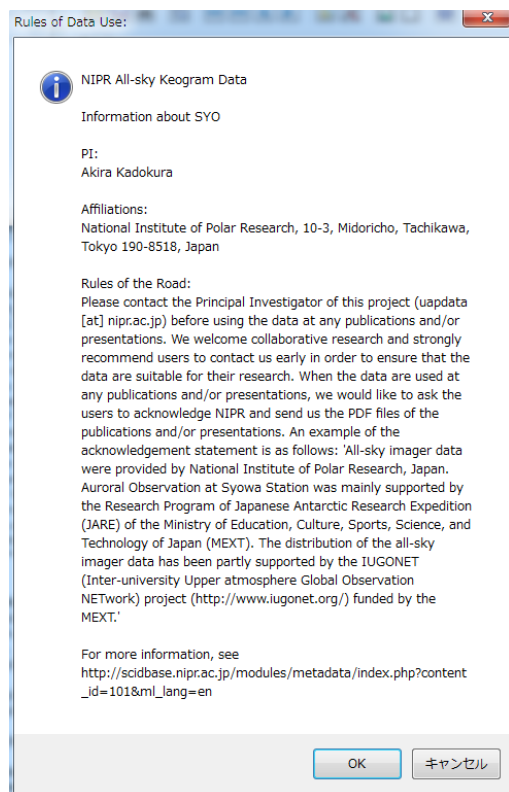 Rules of Data Use:
NIPR All-sky Keogram Data
Information about SYO
PI:
Akira Kadokura
Affiliations:
National Institute of Polar Research, 10-3, Midoricho, Tachikawa,
Tokyo 190-8518, Japan
Rules of the Road:
Please contact the Principal Investigator of this project (uapdata
[at] nipr.ac.jp) before using the data at any publications and/or
presentations. We welcome collaborative research and strongly
recommend users to contact us early in order to ensure that the
data are suitable for their research. When the data are used at
any publications and/or presentations, we would like to ask the
users to acknowledge NIPR and send us the PDF files of the
publications and/or presentations. An example of the
acknowledgement statement is as follows: 'All-sky imager data
were provided by National Institute of Polar Research, Japan.
Auroral Observation at Syowa Station was mainly supported by
the Research Program of Japanese Antarctic Research Expedition
(JARE) of the Ministry of Education, Culture, Sports, Science, and
Technology of Japan (MEXT). The distribution of the all-sky
imager data has been partly supported by the IUGONET
(Inter-university Upper atmosphere Global Observation
NETwork) project (http://www.iugonet.org/) funded by the
MEXT.'
For more information, see
http://scidbase.nipr.ac.jp/modules/metadata/index.php?content
_id=101&ml_lang=en
OK
キャンセル